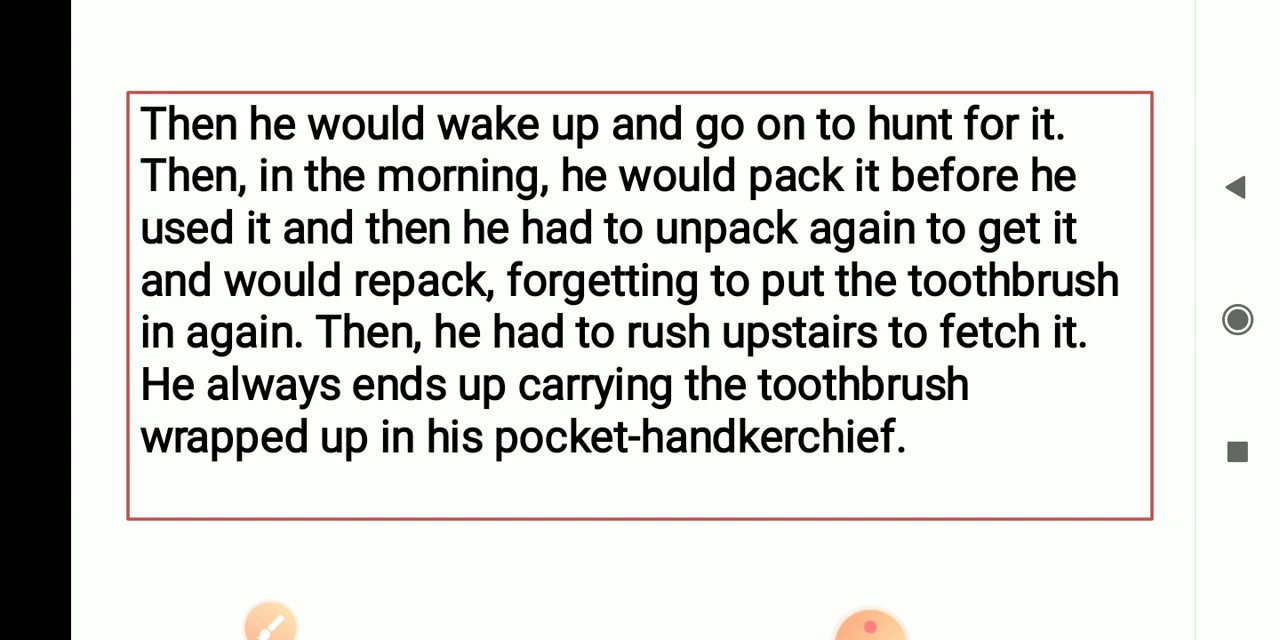 Then he would wake up and go on to hunt for it.
Then, in the morning, he would pack it before he
used it and then he had to unpack again to get it
and would repack, forgetting to put the toothbrush
in again. Then, he had to rush upstairs to fetch it.
He always ends up carrying the toothbrush
wrapped up in his pocket-handkerchief.